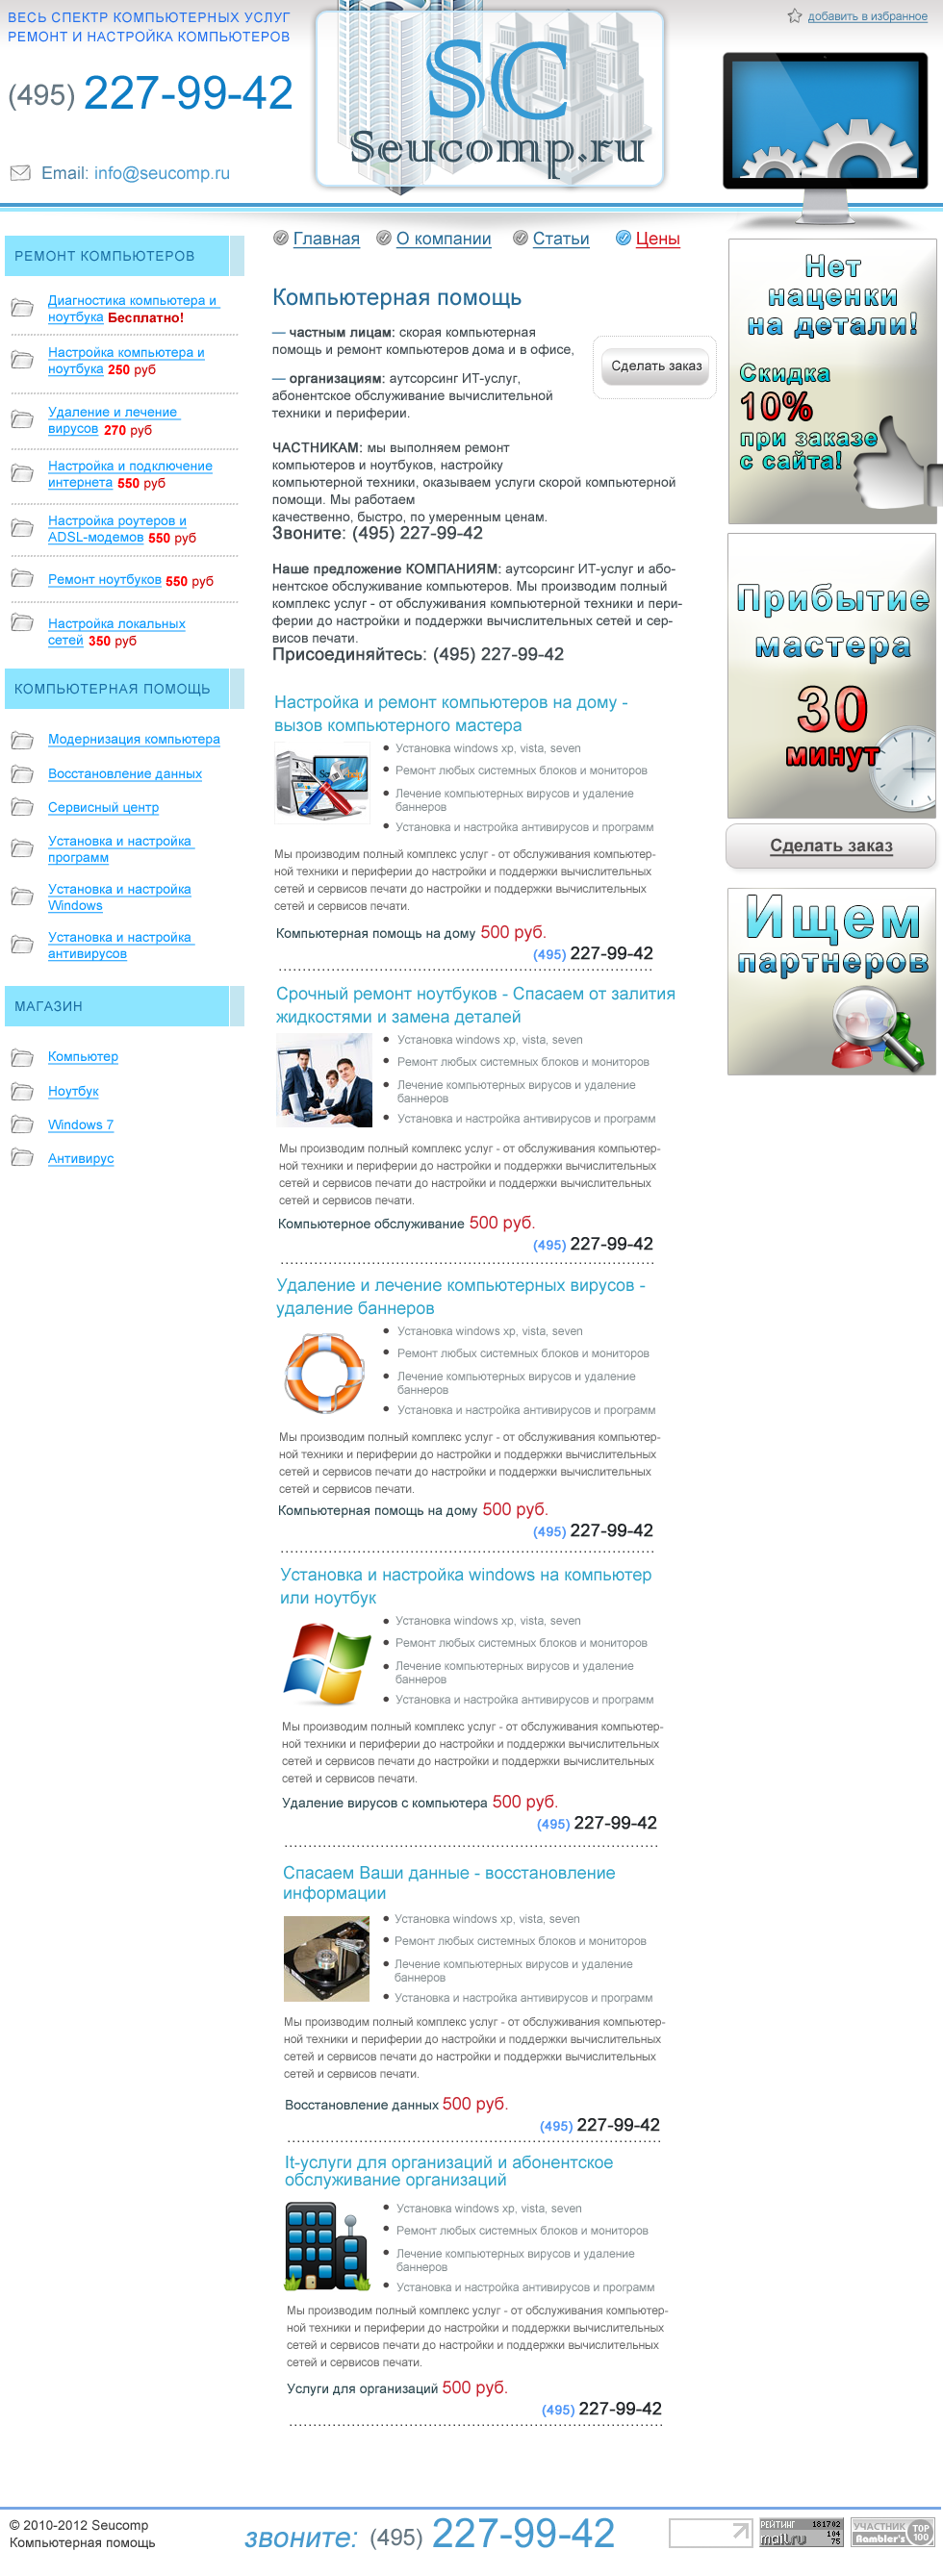 ВЕСЬ СПЕКТР КОМПЬЮТЕРНЫХ УСЛУГ
РЕМОНТ И НАСТРОЙКА КОМПЬЮТЕРОВ
(495) 227-99-42
Email: info@seucomp.ru
SC
Seucomp.ru
добавить в избранное
Главная
О компании
Статьи
Цены
РЕМОНТ КОМПЬЮТЕРОВ
Диагностика компьютера и
ноутбука Бесплатно!
Настройка компьютера и
ноутбука 250 руб
Удаление и лечение
вирусов 270 руб
Настройка и подключение
интернета 550 руб
Настройка роутеров и
ADSL-модемов 550 руб
Ремонт ноутбуков 550 руб
Настройка локальных
сетей 350 руб
КОМПЬЮТЕРНАЯ ПОМОЩЬ
Модернизация компьютера
Восстановление данных
Сервисный центр
Установка и настройка
программ
Установка и настройка
Windows
Установка и настройка
антивирусов
МАГАЗИН
Компьютер
Ноутбук
Windows 7
Антивирус
Компьютерная помощь
— частным лицам: скорая компьютерная
помощь и ремонт компьютеров дома и в офисе,
— организациям: аутсорсинг ИТ-услуг,
абонентское обслуживание вычислительной
техники и периферии.
Сделать заказ
ЧАСТНИКАМ: мы выполняем ремонт
компьютеров и ноутбуков, настройку
компьютерной техники, оказываем услуги скорой компьютерной
помощи. Мы работаем
качественно, быстро, по умеренным ценам.
Звоните: (495) 227-99-42
Наше предложение КОМПАНИЯМ: аутсорсинг ИТ-услуг и або-
нентское обслуживание компьютеров. Мы производим полный
комплекс услуг - от обслуживания компьютерной техники и пери-
ферии до настройки и поддержки вычислительных сетей и сер-
висов печати.
Присоединяйтесь: (495) 227-99-42
Настройка и ремонт компьютеров на дому -
вызов компьютерного мастера
Установка windows xp, vista, seven
Ремонт любых системных блоков и мониторов
Лечение компьютерных вирусов и удаление
баннеров
Установка и настройка антивирусов и программ
Мы производим полный комплекс услуг - от обслуживания компьютер-
ной техники и периферии до настройки и поддержки вычислительных
сетей и сервисов печати до настройки и поддержки вычислительных
сетей и сервисов печати.
Компьютерная помощь на дому 500 руб.
(495) 227-99-42
Срочный ремонт ноутбуков - Спасаем от залития
жидкостями и замена деталей
Установка windows xp, vista, seven
Ремонт любых системных блоков и мониторов
Лечение компьютерных вирусов и удаление
баннеров
Установка и настройка антивирусов и программ
Мы производим полный комплекс услуг - от обслуживания компьютер-
ной техники и периферии до настройки и поддержки вычислительных
сетей и сервисов печати до настройки и поддержки вычислительных
сетей и сервисов печати.
Компьютерное обслуживание 500 руб.
(495) 227-99-42
Удаление и лечение компьютерных вирусов -
удаление баннеров
Установка windows xp, vista, seven
Ремонт любых системных блоков и мониторов
Лечение компьютерных вирусов и удаление
баннеров
Установка и настройка антивирусов и программ
Мы производим полный комплекс услуг - от обслуживания компьютер-
ной техники и периферии до настройки и поддержки вычислительных
сетей и сервисов печати до настройки и поддержки вычислительных
сетей и сервисов печати.
Компьютерная помощь на дому 500 руб.
(495) 227-99-42
Установка и настройка windows на компьютер
или ноутбук
Установка windows xp, vista, seven
Ремонт любых системных блоков и мониторов
Лечение компьютерных вирусов и удаление
баннеров
Установка и настройка антивирусов и программ
Мы производим полный комплекс услуг - от обслуживания компьютер-
ной техники и периферии до настройки и поддержки вычислительных
сетей и сервисов печати до настройки и поддержки вычислительных
сетей и сервисов печати.
Удаление вирусов с компьютера 500 руб.
(495) 227-99-42
Спасаем Ваши данные - восстановление
информации
Установка windows xp, vista, seven
Ремонт любых системных блоков и мониторов
Лечение компьютерных вирусов и удаление
баннеров
Установка и настройка антивирусов и программ
Мы производим полный комплекс услуг - от обслуживания компьютер-
ной техники и периферии до настройки и поддержки вычислительных
сетей и сервисов печати до настройки и поддержки вычислительных
сетей и сервисов печати.
Восстановление данных 500 руб.
(495) 227-99-42
It-услуги для организаций и абонентское
обслуживание организаций
Установка windows xp, vista, seven
Ремонт любых системных блоков и мониторов
Лечение компьютерных вирусов и удаление
баннеров
Установка и настройка антивирусов и программ
Мы производим полный комплекс услуг - от обслуживания компьютер-
ной техники и периферии до настройки и поддержки вычислительных
сетей и сервисов печати до настройки и поддержки вычислительных
сетей и сервисов печати.
Услуги для организаций 500 руб.
(495) 227-99-42
Нет
наценки
на детали!
Скидка
10%
при заказе
с сайта!
Прибытие
мастера
30
минут
Сделать заказ
Ищем
партнеров
© 2010-2012 Seucomp
Компьютерная помощь
звоните: (495) 227-99-42
РЕЙТИНГ 181702
mail.ru 104
75
УЧАСТНИК
Rambler's TOP
100